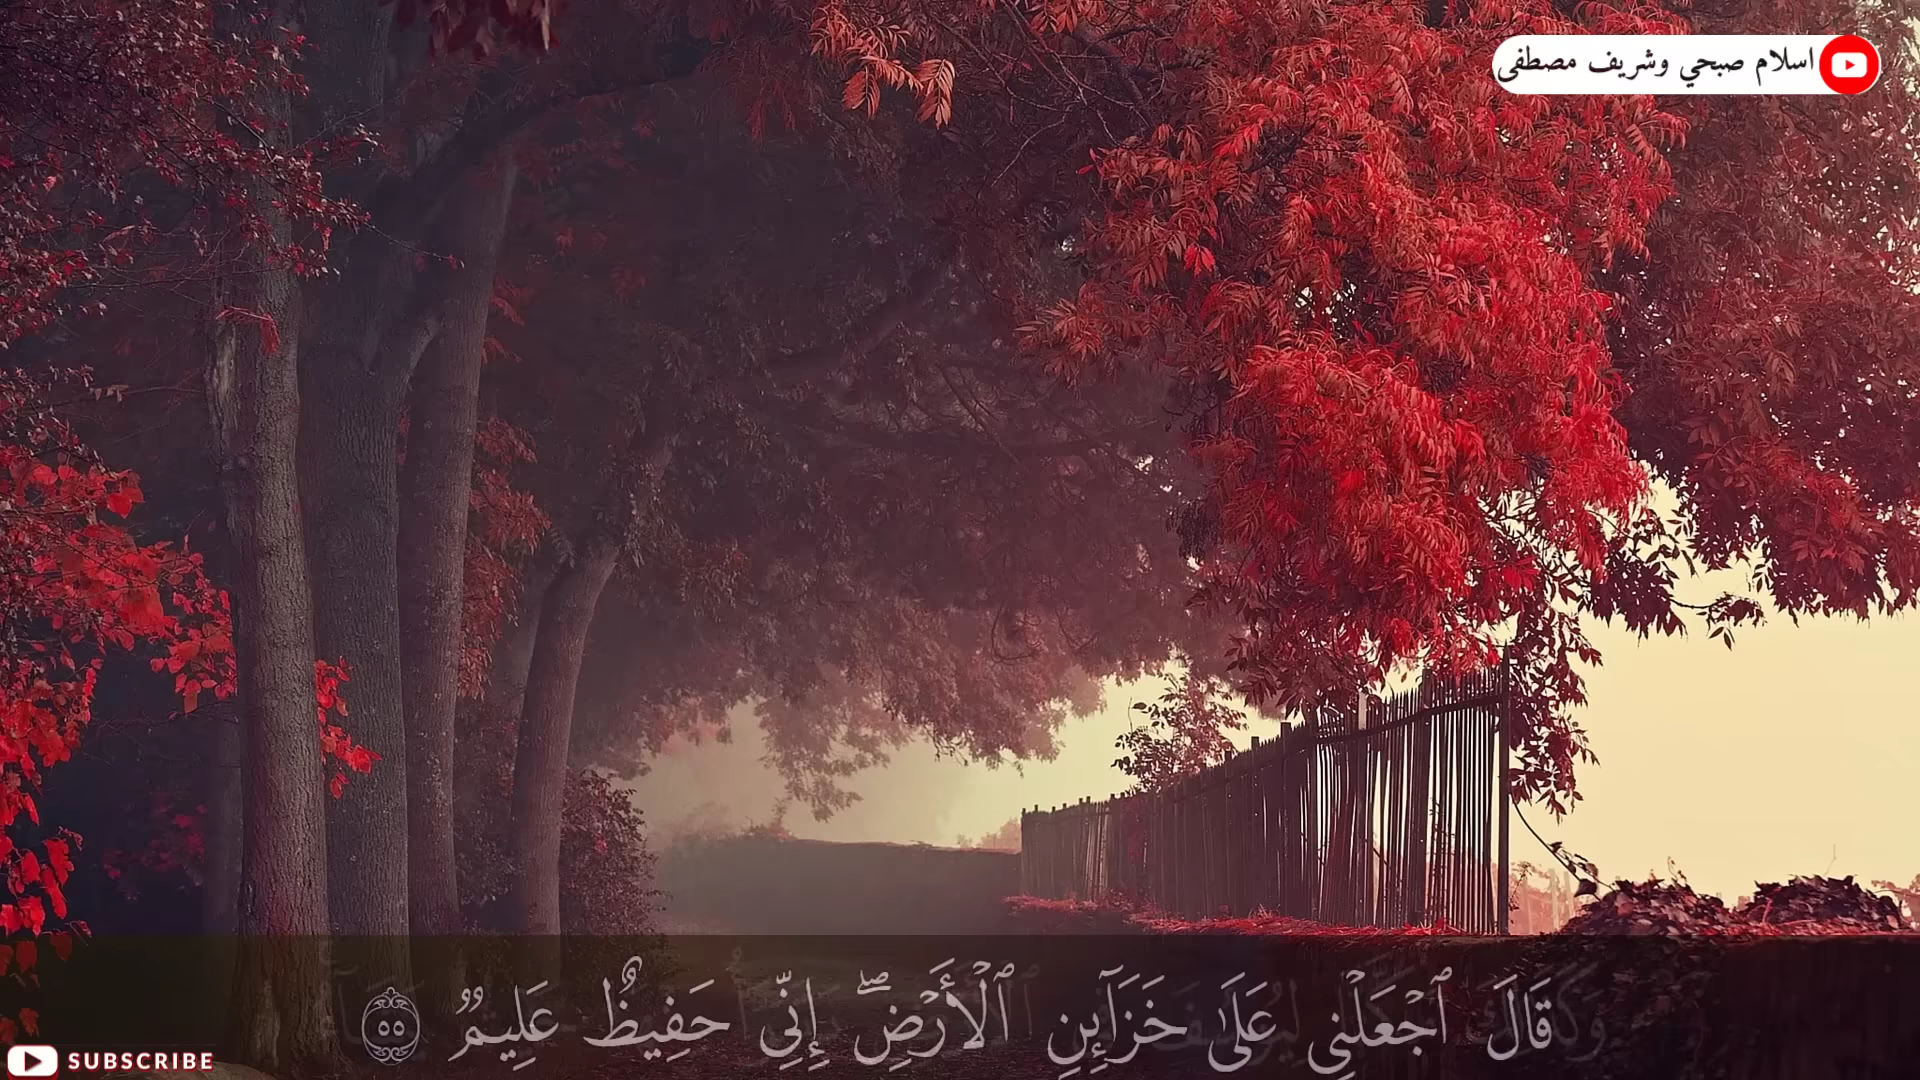 اسلام صبحي وشريف مصطفى
قَالَ ٱجْعَلْنِى عَلَىٰ خَزَآئِنِ ٱلْأَرْضِ ۖ إِنِّى حَفِيظٌ عَلِيمٌ ٥٥
SUBSCRIBE